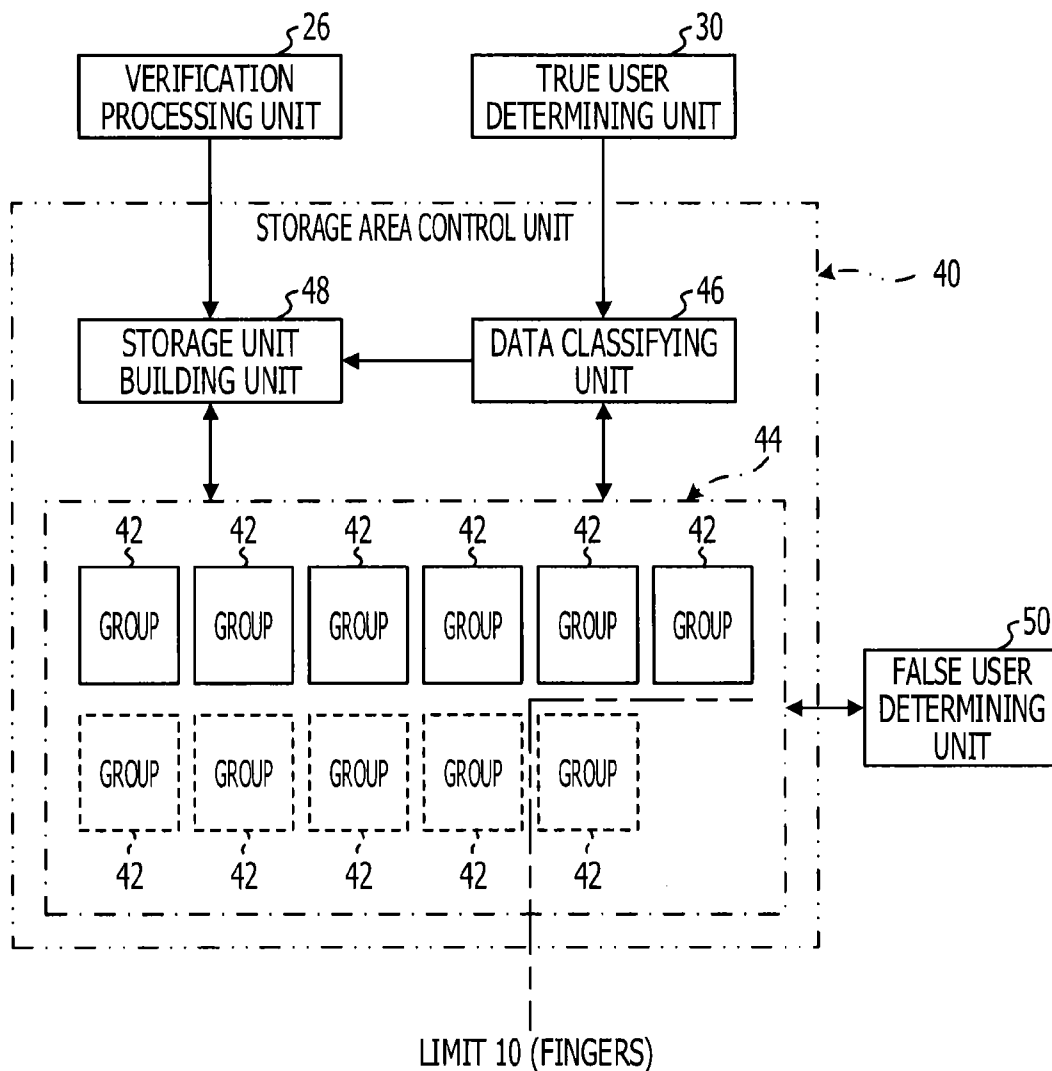 26
30
VERIFICATION
PROCESSING UNIT
TRUE USER
DETERMINING UNIT
STORAGE AREA CONTROL UNIT
40
48
46
STORAGE UNIT
BUILDING UNIT
DATA CLASSIFYING
UNIT
44
42 42 42 42 42 42
GROUP GROUP GROUP GROUP GROUP GROUP
50
FALSE USER
DETERMINING
UNIT
GROUP GROUP GROUP GROUP GROUP
42 42 42 42 42
LIMIT 10 (FINGERS)